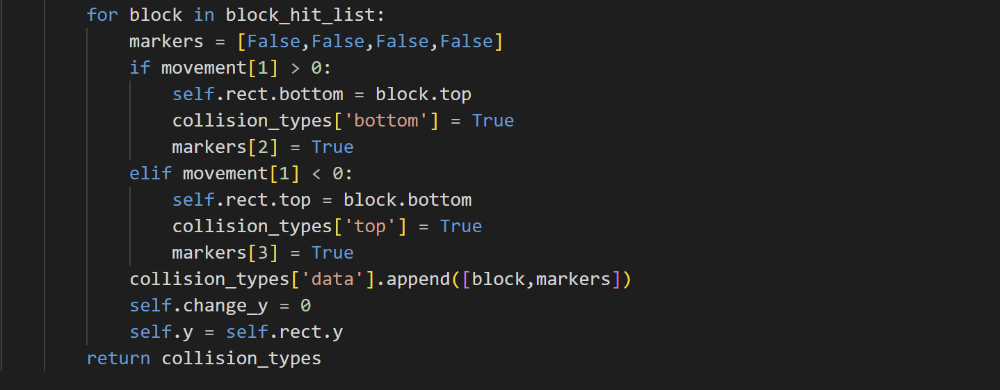 for block in block_hit_list:
    markers = [False,False,False,False]
    if movement[1] > 0:
        self.rect.bottom = block.top
        collision_types['bottom'] = True
        markers[2] = True
    elif movement[1] < 0:
        self.rect.top = block.bottom
        collision_types['top'] = True
        markers[3] = True
    collision_types['data'].append([block,markers])
    self.change_y = 0
    self.y = self.rect.y
return collision_types